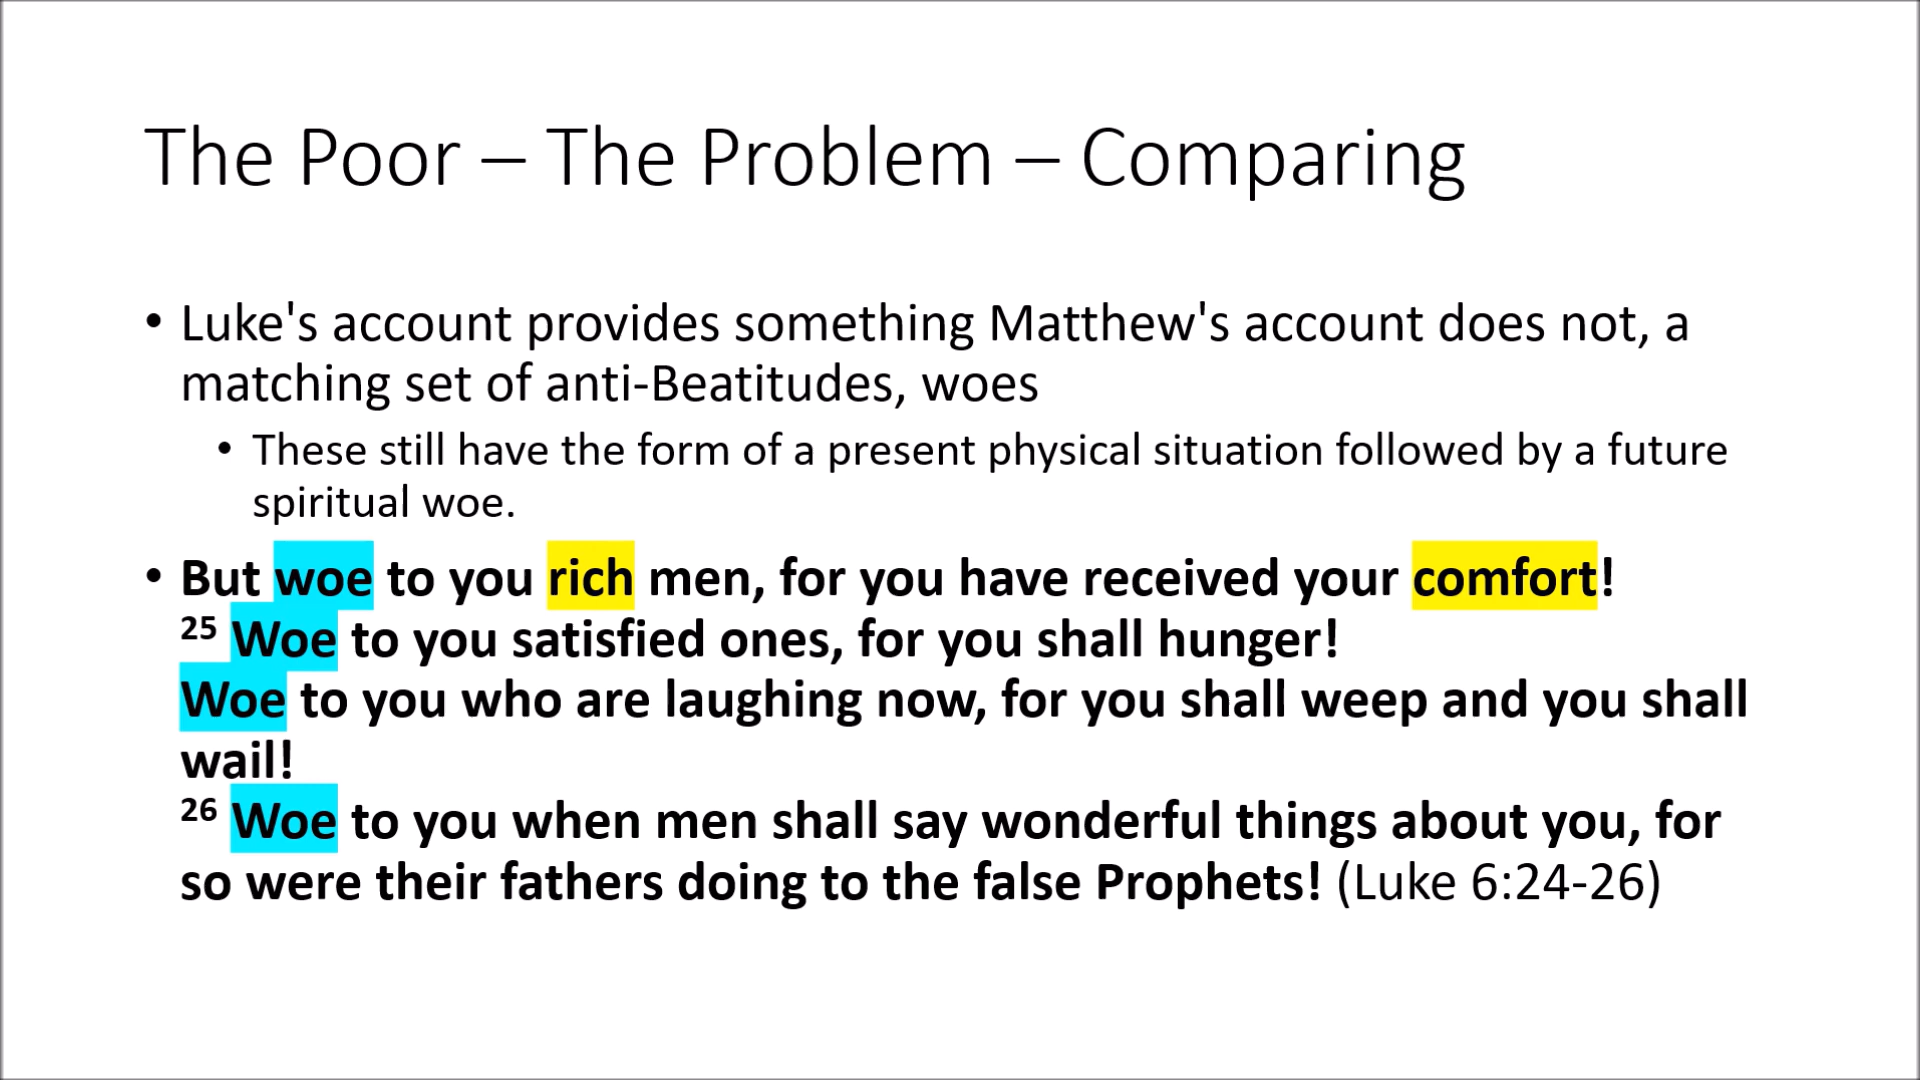 The Poor – The Problem – Comparing
• Luke's account provides something Matthew's account does not, a
matching set of anti-Beatitudes, woes
• These still have the form of a present physical situation followed by a future
spiritual woe.
• But woe to you rich men, for you have received your comfort!
25 Woe to you satisfied ones, for you shall hunger!
Woe to you who are laughing now, for you shall weep and you shall
wail!
26 Woe to you when men shall say wonderful things about you, for
so were their fathers doing to the false Prophets! (Luke 6:24-26)